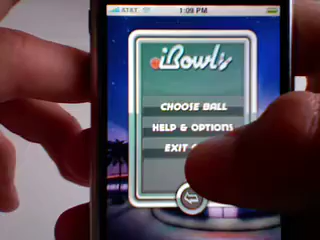 AT&T 1:09 PM
iBowl
CHOOSE BALL
HELP & OPTIONS
EXIT